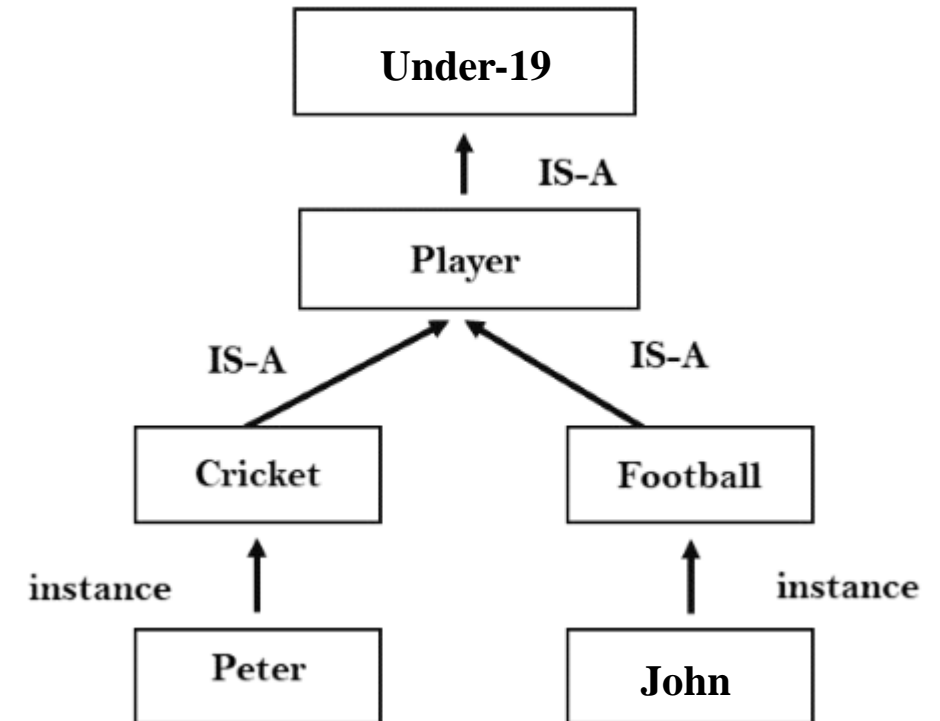 Under-19
IS-A
Player
IS-A
IS-A
Cricket
Football
instance
instance
Peter
John